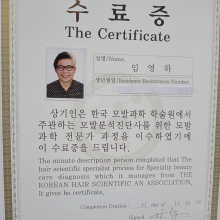 수료증
The Certificate
성명/Name
임영하
생년월일/Resident Registration Number
상기인은 한국 모발과학 학술원에서
주관하는 모발분석진단사를 위한 모발
과학 전문가 과정을 이수하였기에
이 수료증을 드립니다.
The minute description person completed that The
hair scientific specialist process for Specialty beauty
care diagnosis which it manages from THE
KOREAN HAIR SCIENTIFIC AN ASSOCIATION,
It gives he certificate,
Completion Duration :